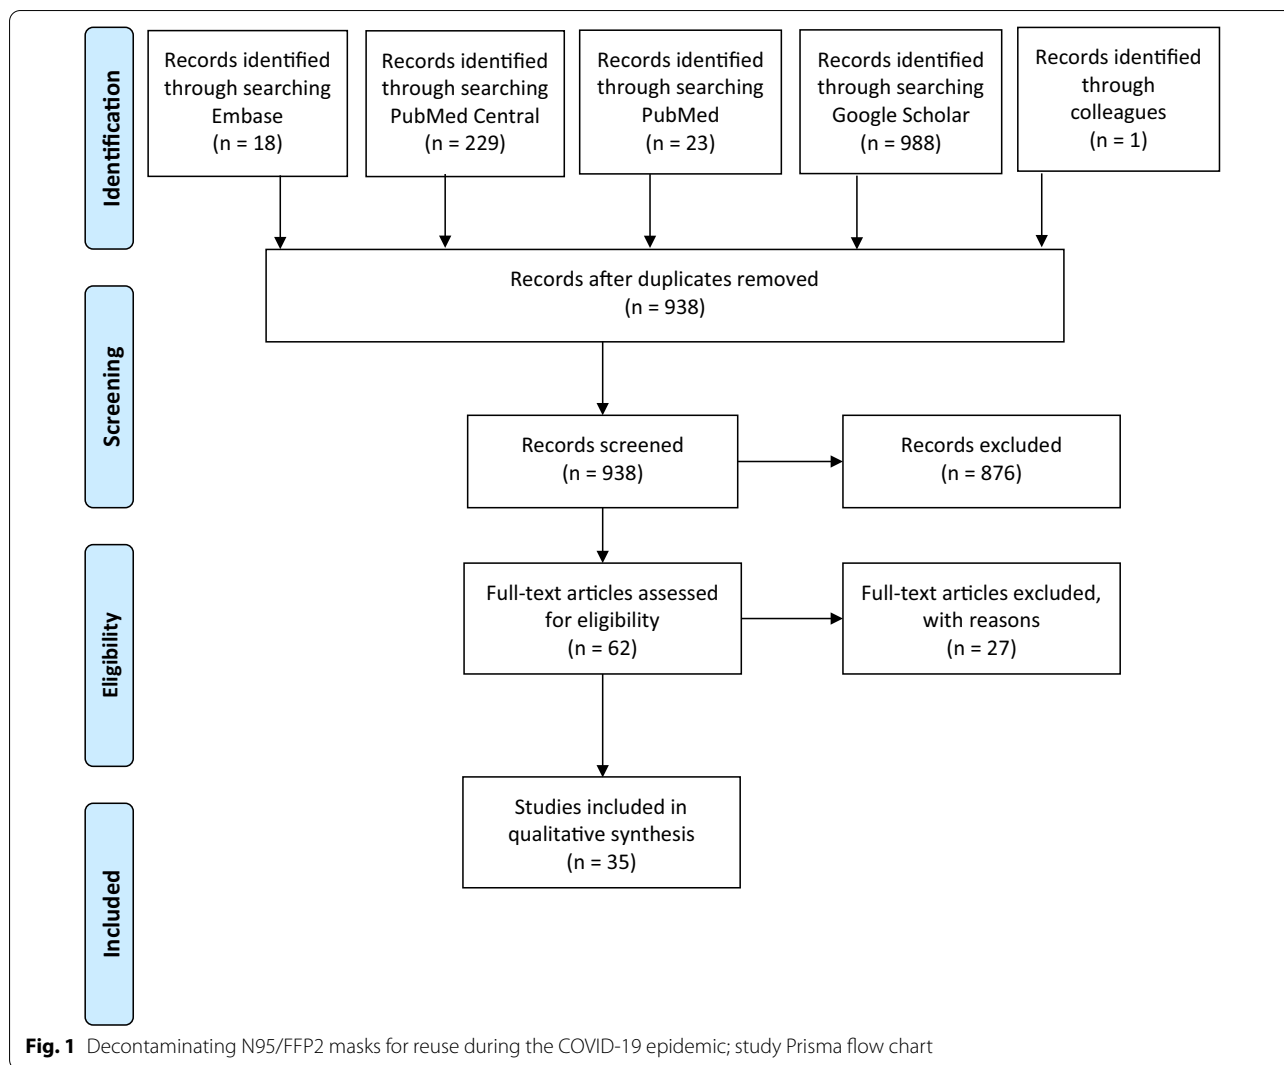 Identification
Records identified
through searching
Embase
(n = 18)
Records identified
through searching
PubMed Central
(n = 229)
Records identified
through searching
PubMed
(n = 23)
Records identified
through searching
Google Scholar
(n = 988)
Records identified
through
colleagues
(n = 1)
Records after duplicates removed
(n = 938)
Screening
Records screened
(n = 938)
Records excluded
(n = 876)
Eligibility
Full-text articles assessed
for eligibility
(n = 62)
Full-text articles excluded,
with reasons
(n = 27)
Included
Studies included in
qualitative synthesis
(n = 35)
Fig. 1 Decontaminating N95/FFP2 masks for reuse during the COVID-19 epidemic; study Prisma flow chart